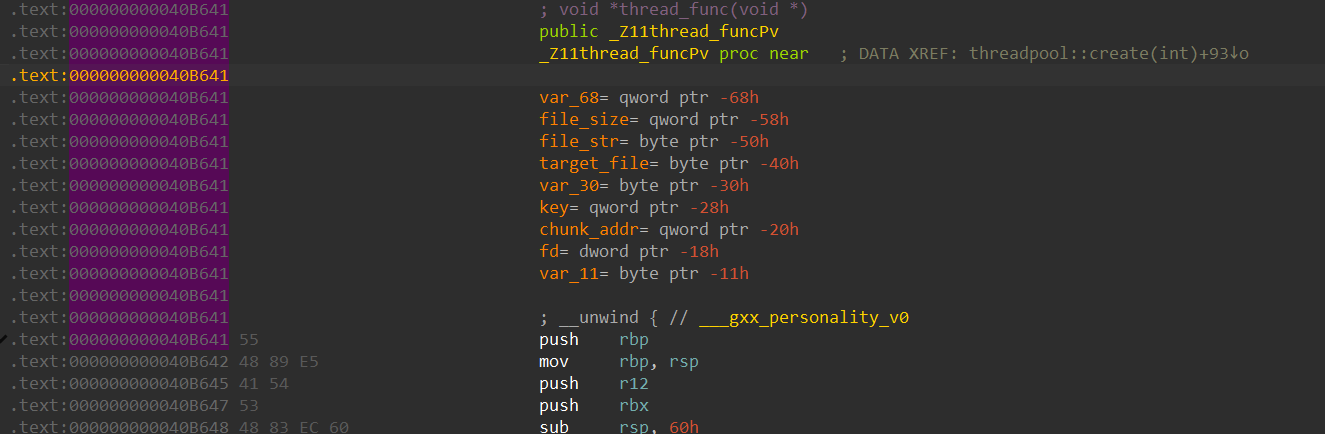 .text:000000000040B641 ; void *thread_func(void *)
.text:000000000040B641 public _Z11thread_funcPv
.text:000000000040B641 _Z11thread_funcPv proc near ; DATA XREF: threadpool::create(int)+93↓o
.text:000000000040B641
.text:000000000040B641 var_68= qword ptr -68h
.text:000000000040B641 file_size= qword ptr -58h
.text:000000000040B641 file_str= byte ptr -50h
.text:000000000040B641 target_file= byte ptr -40h
.text:000000000040B641 var_30= byte ptr -30h
.text:000000000040B641 key= qword ptr -28h
.text:000000000040B641 chunk_addr= qword ptr -20h
.text:000000000040B641 fd= dword ptr -18h
.text:000000000040B641 var_11= byte ptr -11h
.text:000000000040B641
.text:000000000040B641 ; __unwind { // ___gxx_personality_v0
.text:000000000040B641 55 push rbp
.text:000000000040B642 48 89 E5 mov rbp, rsp
.text:000000000040B645 41 54 push r12
.text:000000000040B647 53 push rbx
.text:000000000040B648 48 83 EC 60 sub rsp, 60h